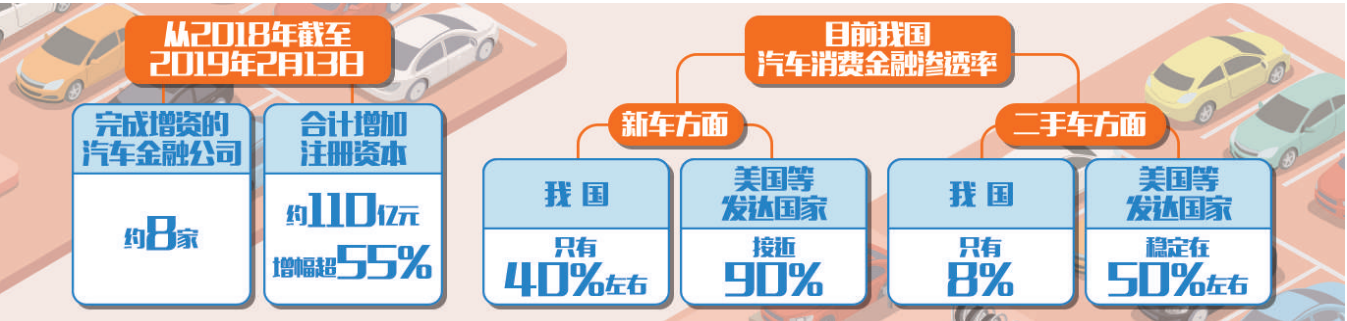 从2018年截至
2019年2月13日
完成增资的
汽车金融公司
约8家
合计增加
注册资本
约110亿元
增幅超55%
目前我国
汽车消费金融渗透率
新车方面
我国
只有
40%左右
美国等
发达国家
接近
90%
二手车方面
我国
只有
8%
美国等
发达国家
稳定在
50%左右